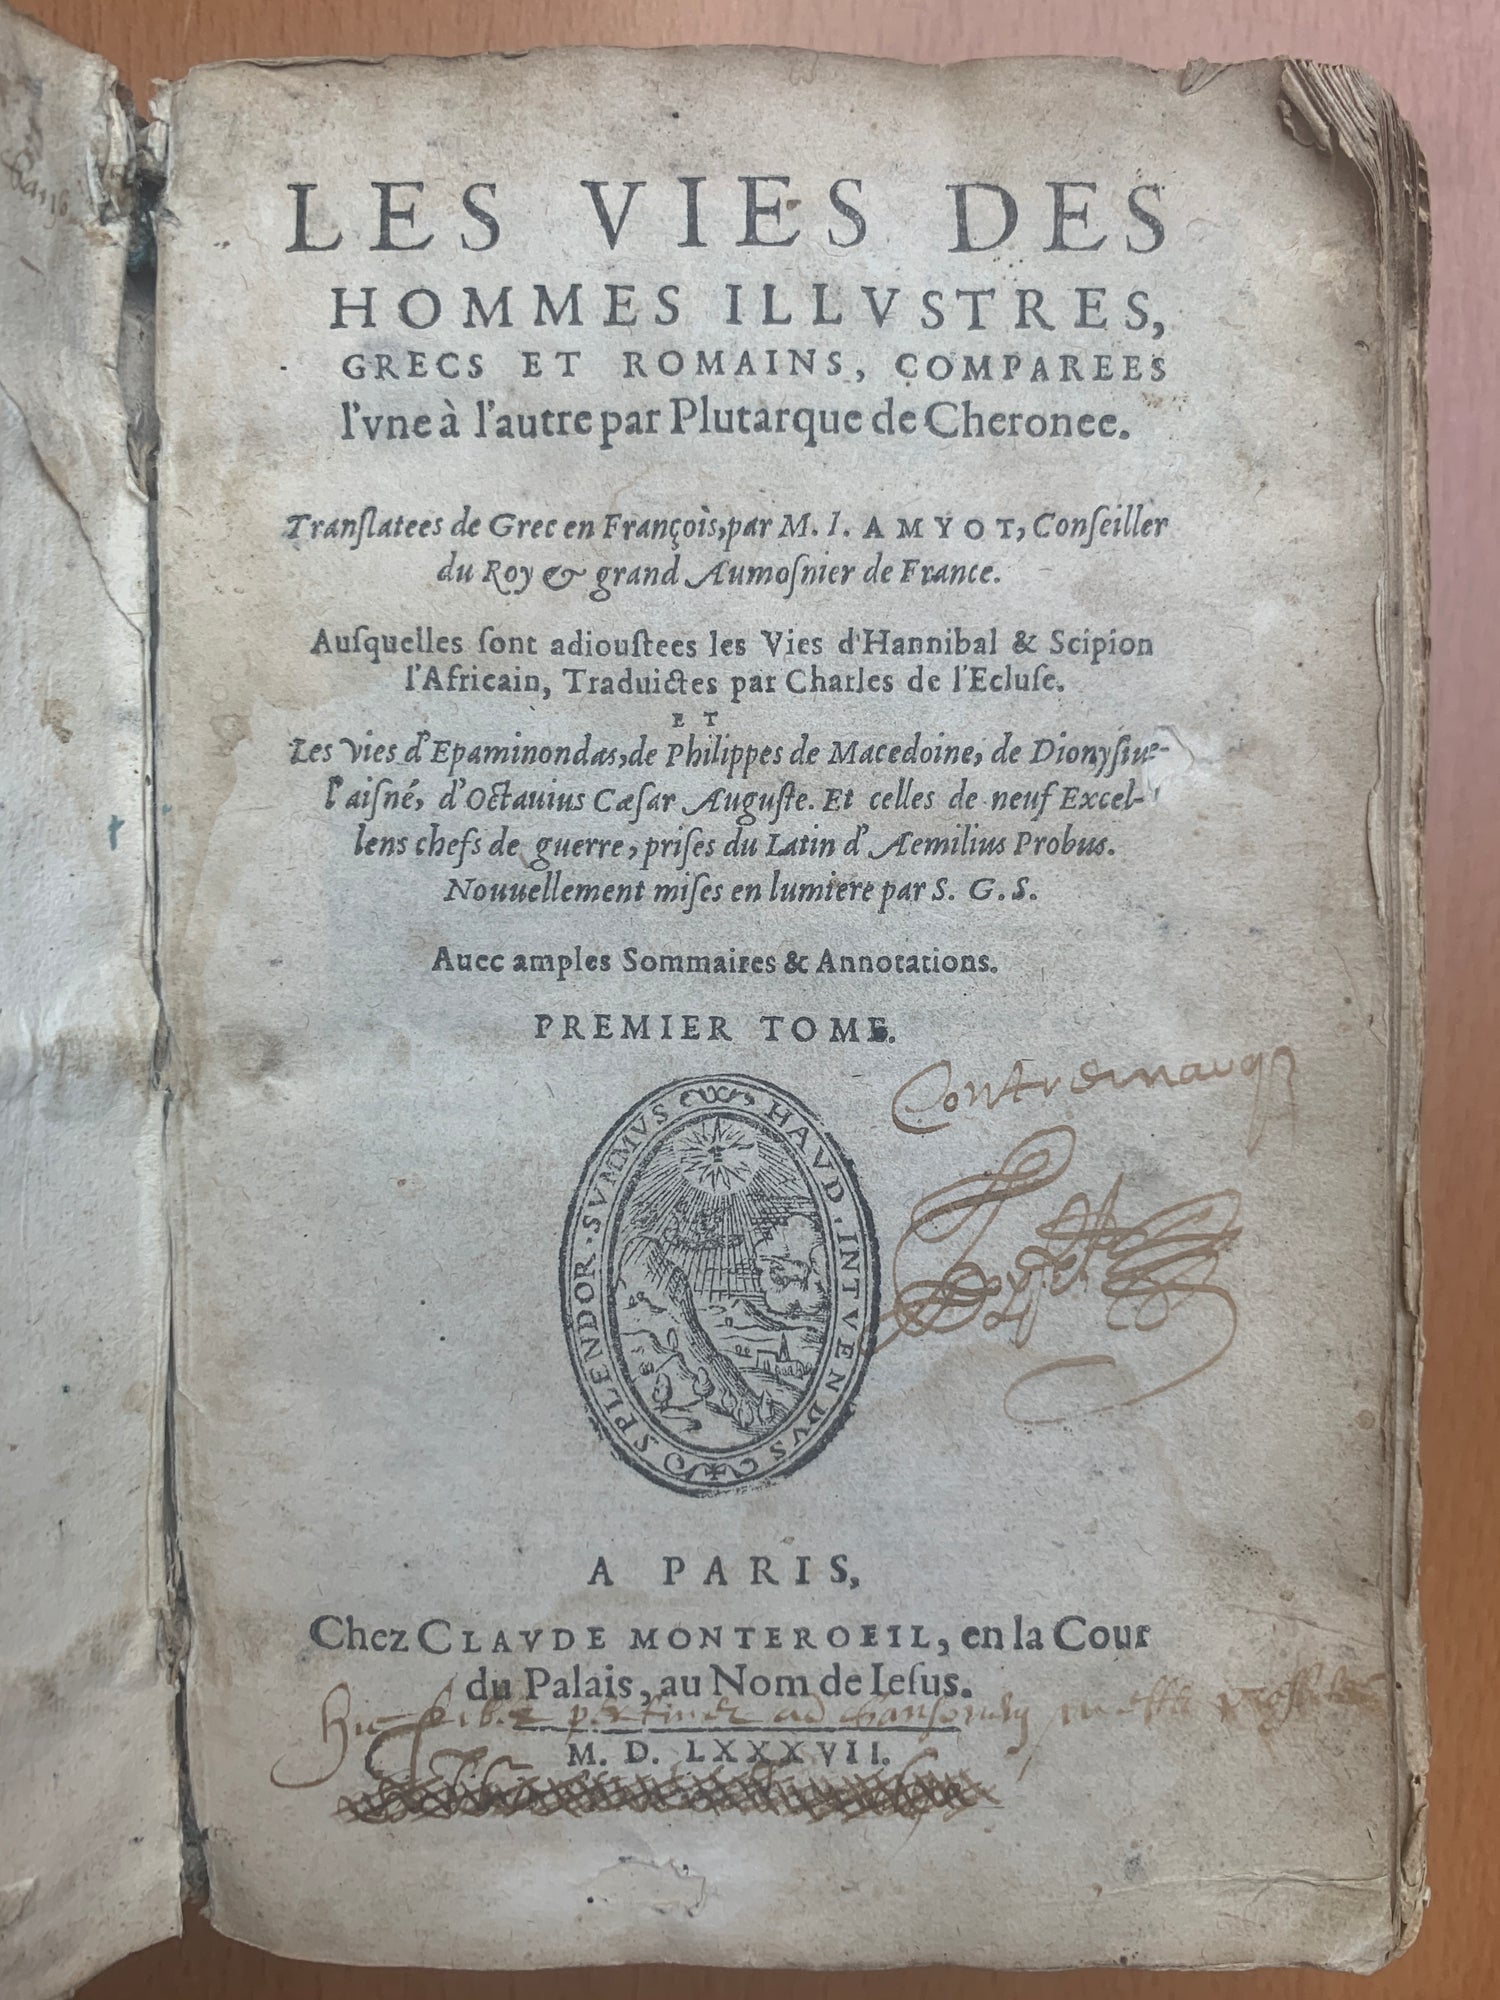 LES VIES DES
HOMMES ILLVSTRES,
GRECS ET ROMAINS, COMPAREES
l'vne à l'autre par Plutarque de Cheronee.
Tranſlatees de Grec en François, par M. I. AMYOT, Conſeiller
du Roy & grand Aumoſnier de France.
Auſquelles ſont adiouſtees les Vies d'Hannibal & Scipion
l'Africain, Traduictes par Charles de l'Ecluſe.
ET
Les Vies d'Epaminondas, de Philippes de Macedoine, de Dionyſius
l'aiſné, d'Octauius Cæſar Auguſte. Et celles de neuf Excel-
lens chefs de guerre, priſes du Latin d'Aemilius Probus.
Nouuellement miſes en lumiere par S. G. S.
Auec amples Sommaires & Annotations.
PREMIER TOME.
HAVD · INTVENDVS
O SPLENDOR · SVMMVS
A PARIS,
Chez CLAVDE MONTEROEIL, en la Cour
du Palais, au Nom de Ieſus.
Hic liber pertinet ad
M. D. LXXXVII.